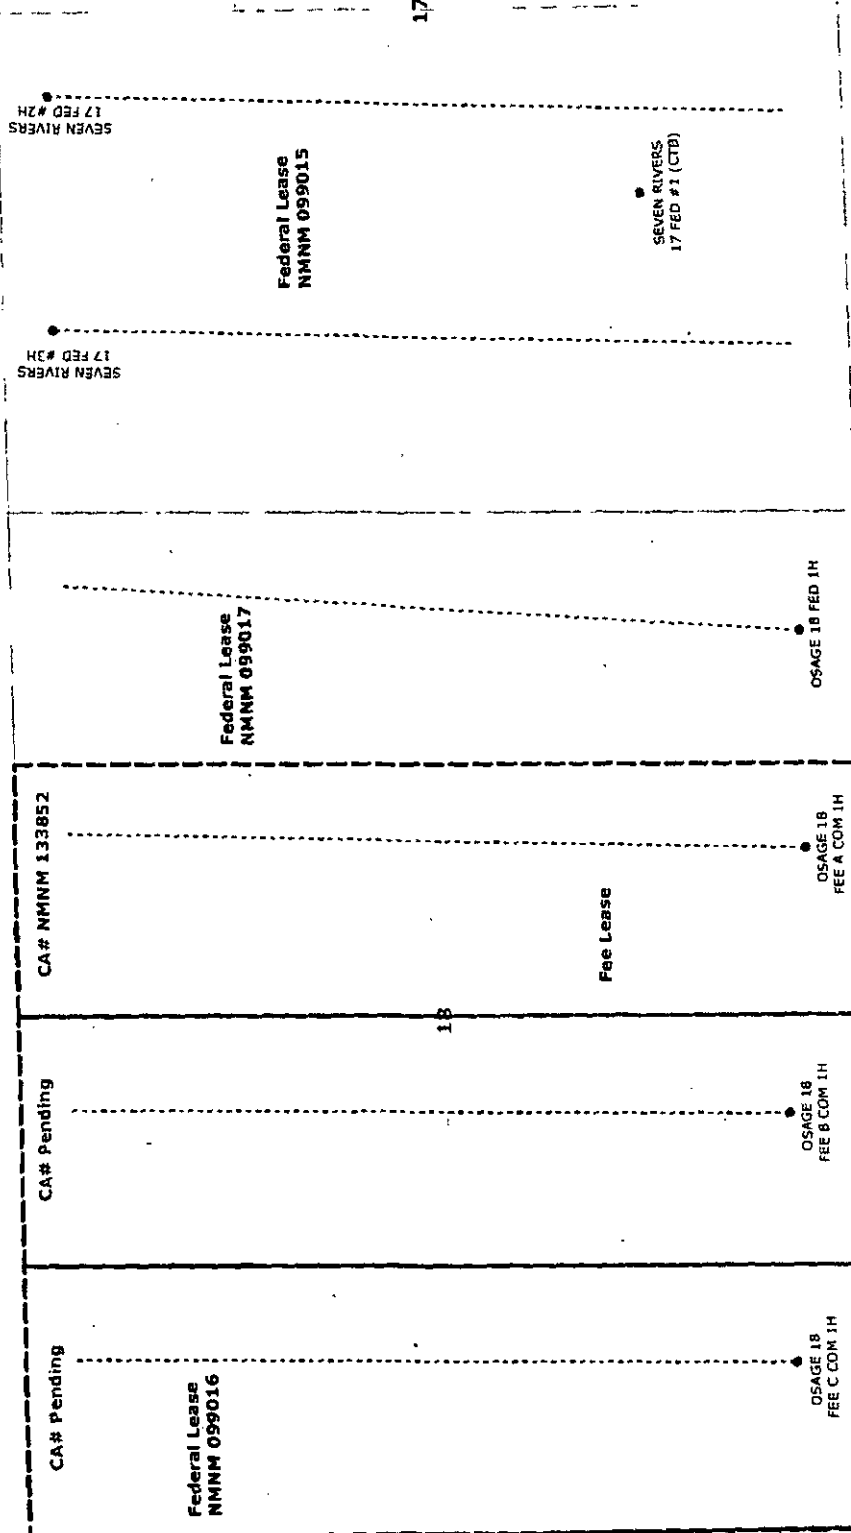 17
SEVEN RIVERS
17 FED #2H
Federal Lease
NMNM 099015
SEVEN RIVERS
17 FED #1 (CTB)
SEVEN RIVERS
17 FED #3H
Federal Lease
NMNM 099017
OSAGE 18 FED 1H
CA# NMNM 133852
OSAGE 18
FEE A COM 1H
Fee Lease
18
CA# Pending
OSAGE 18
FEE B COM 1H
CA# Pending
OSAGE 18
FEE C COM 1H
Federal Lease
NMNM 099016